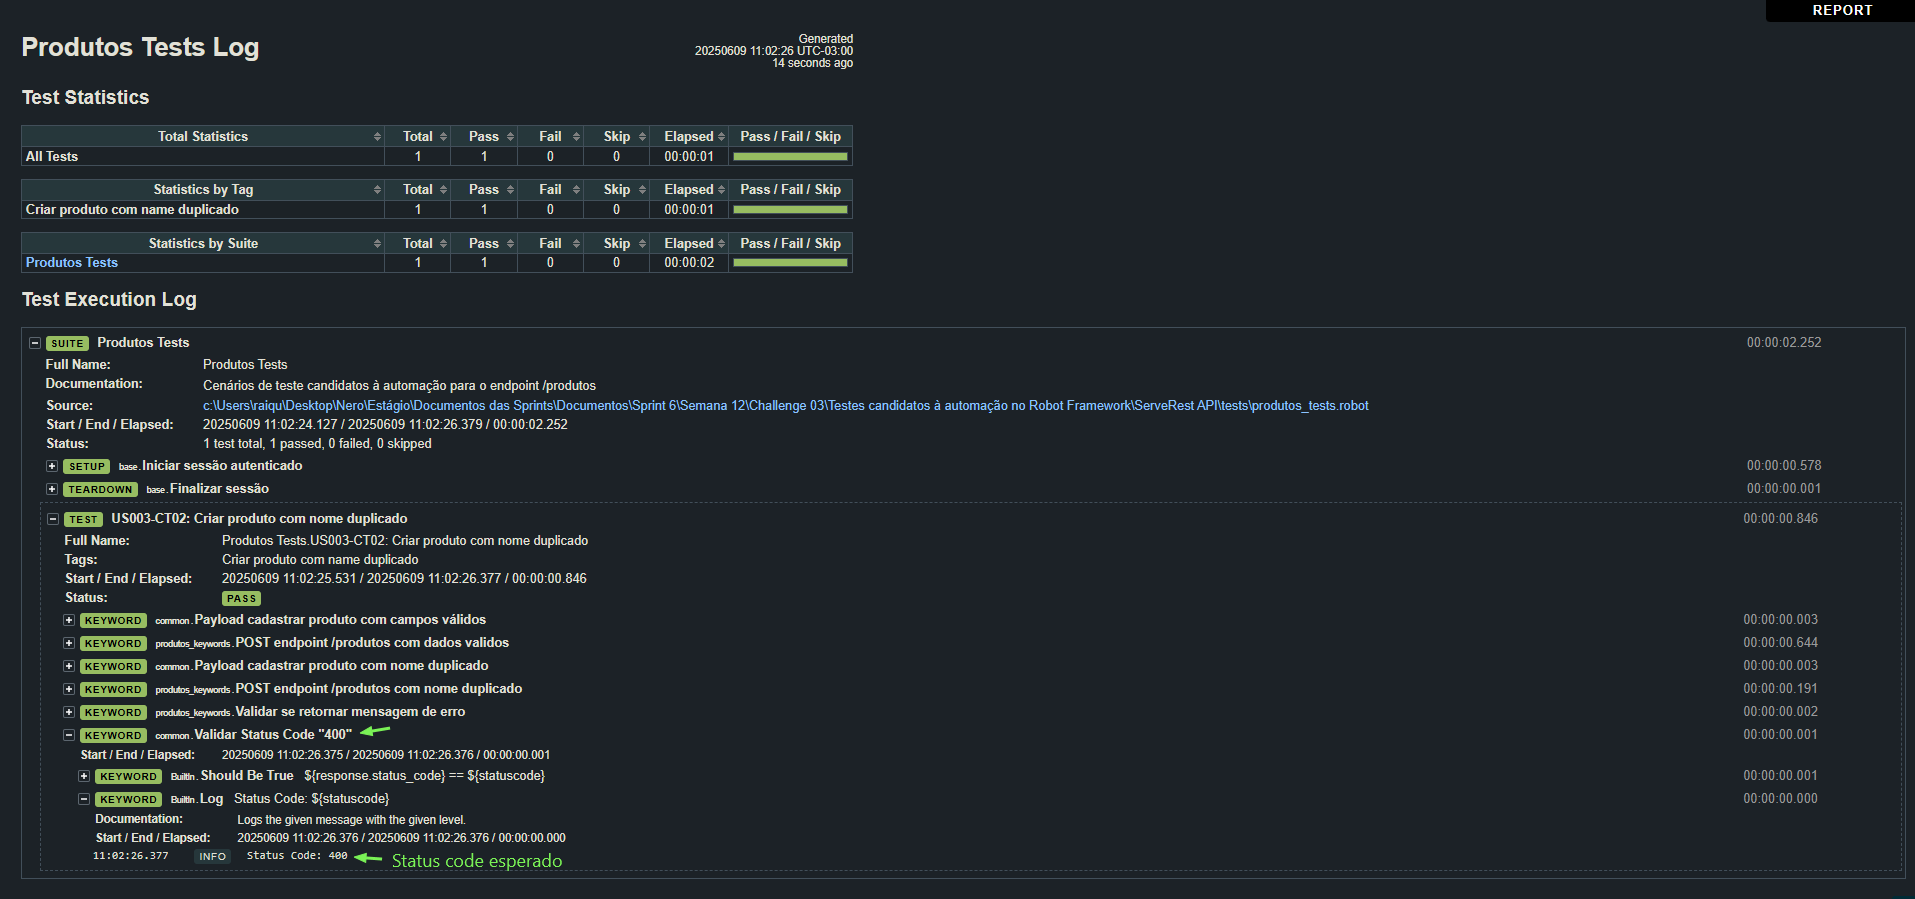 REPORT
Produtos Tests Log
Generated
20250609 11:02:26 UTC-03:00
14 seconds ago
Test Statistics
Total Statistics Total Pass Fail Skip Elapsed Pass / Fail / Skip
All Tests 1 1 0 0 00:00:01
Statistics by Tag Total Pass Fail Skip Elapsed Pass / Fail / Skip
Criar produto com name duplicado 1 1 0 0 00:00:01
Statistics by Suite Total Pass Fail Skip Elapsed Pass / Fail / Skip
Produtos Tests 1 1 0 0 00:00:02
Test Execution Log
SUITE Produtos Tests 00:00:02.252
Full Name: Produtos Tests
Documentation: Cenários de teste candidatos à automação para o endpoint /produtos
Source: c:\Users\raiqu\Desktop\Nero\Estágio\Documentos das Sprints\Documentos\Sprint 6\Semana 12\Challenge 03\Testes candidatos à automação no Robot Framework\ServeRest API\tests\produtos_tests.robot
Start / End / Elapsed: 20250609 11:02:24.127 / 20250609 11:02:26.379 / 00:00:02.252
Status: 1 test total, 1 passed, 0 failed, 0 skipped
SETUP base.Iniciar sessão autenticado 00:00:00.578
TEARDOWN base.Finalizar sessão 00:00:00.001
TEST US003-CT02: Criar produto com nome duplicado 00:00:00.846
Full Name: Produtos Tests.US003-CT02: Criar produto com nome duplicado
Tags: Criar produto com name duplicado
Start / End / Elapsed: 20250609 11:02:25.531 / 20250609 11:02:26.377 / 00:00:00.846
Status: PASS
KEYWORD common.Payload cadastrar produto com campos válidos 00:00:00.003
KEYWORD produtos_keywords.POST endpoint /produtos com dados validos 00:00:00.644
KEYWORD common.Payload cadastrar produto com nome duplicado 00:00:00.003
KEYWORD produtos_keywords.POST endpoint /produtos com nome duplicado 00:00:00.191
KEYWORD produtos_keywords.Validar se retornar mensagem de erro 00:00:00.002
KEYWORD common.Validar Status Code "400" 00:00:00.001
Start / End / Elapsed: 20250609 11:02:26.375 / 20250609 11:02:26.376 / 00:00:00.001
KEYWORD BuiltIn.Should Be True ${response.status_code} == ${statuscode} 00:00:00.001
KEYWORD BuiltIn.Log Status Code: ${statuscode} 00:00:00.000
Documentation: Logs the given message with the given level.
Start / End / Elapsed: 20250609 11:02:26.376 / 20250609 11:02:26.376 / 00:00:00.000
11:02:26.377 INFO Status Code: 400 Status code esperado